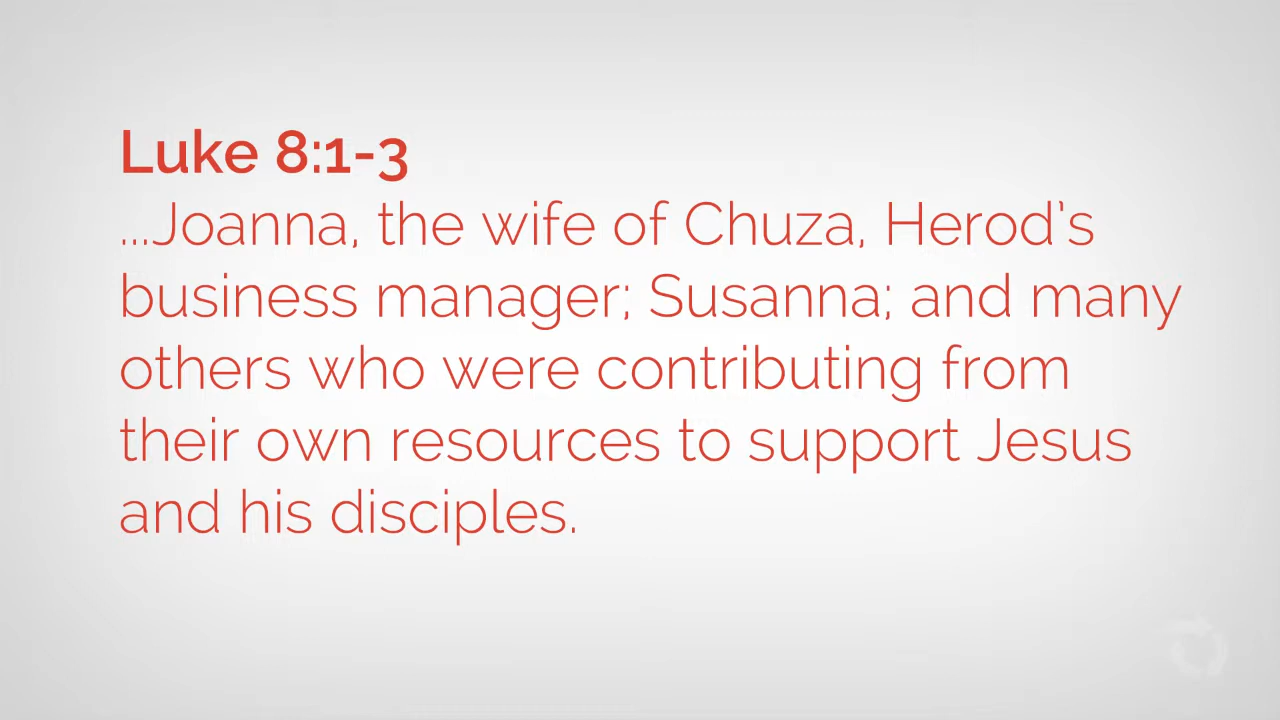 Luke 8:1-3
...Joanna, the wife of Chuza, Herod's
business manager; Susanna; and many
others who were contributing from
their own resources to support Jesus
and his disciples.